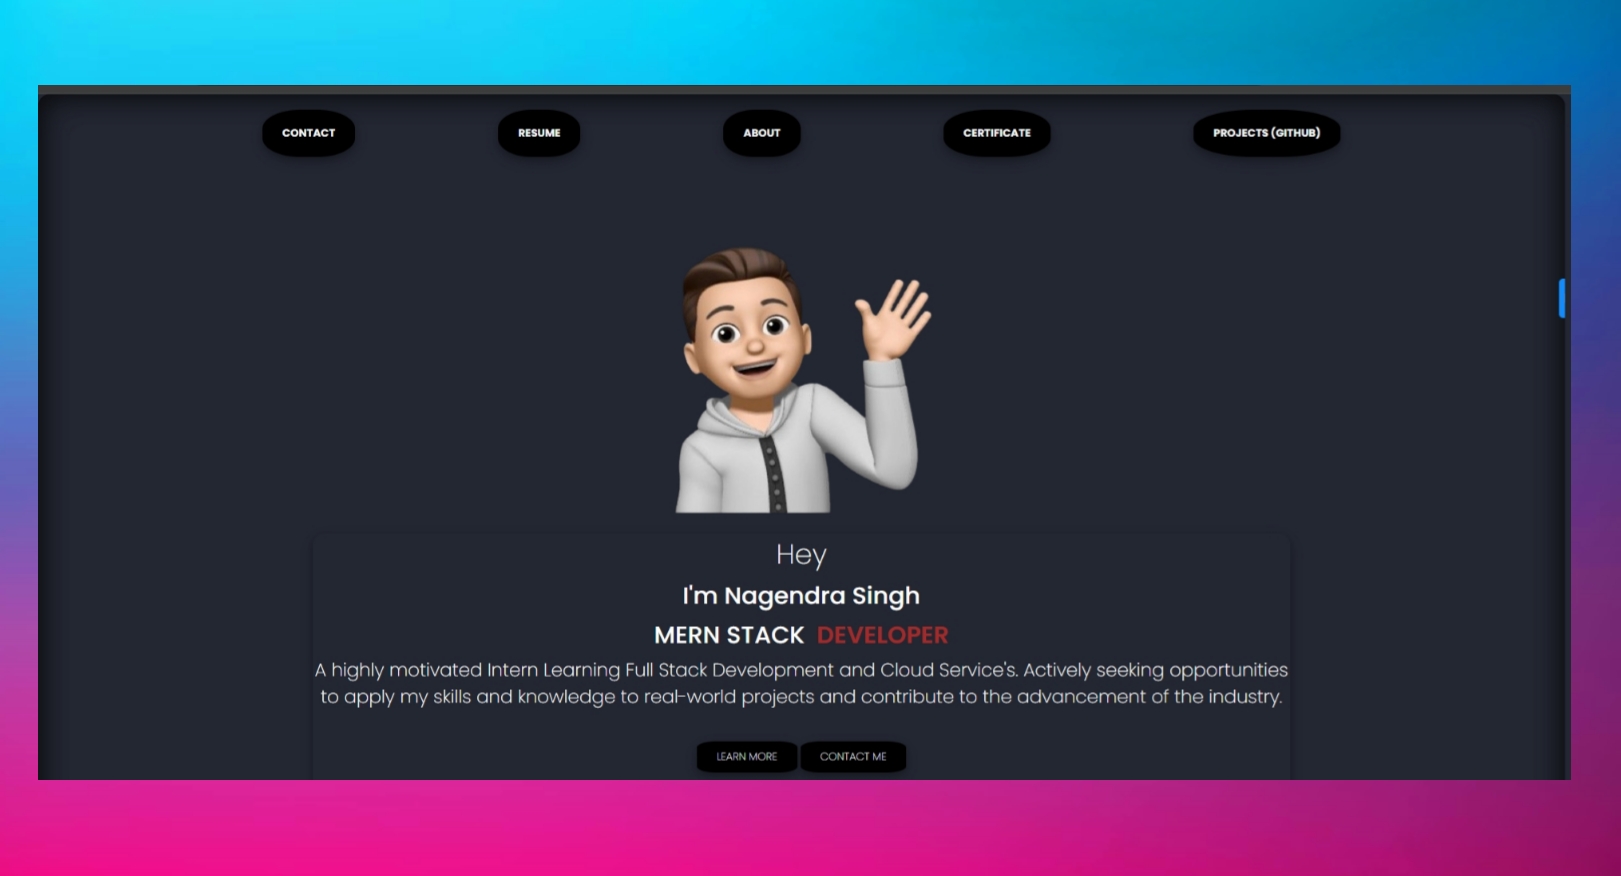 CONTACT
RESUME
ABOUT
CERTIFICATE
PROJECTS (GITHUB)
Hey
I'm Nagendra Singh
MERN STACK DEVELOPER
A highly motivated Intern Learning Full Stack Development and Cloud Service's. Actively seeking opportunities
to apply my skills and knowledge to real-world projects and contribute to the advancement of the industry.
LEARN MORE
CONTACT ME